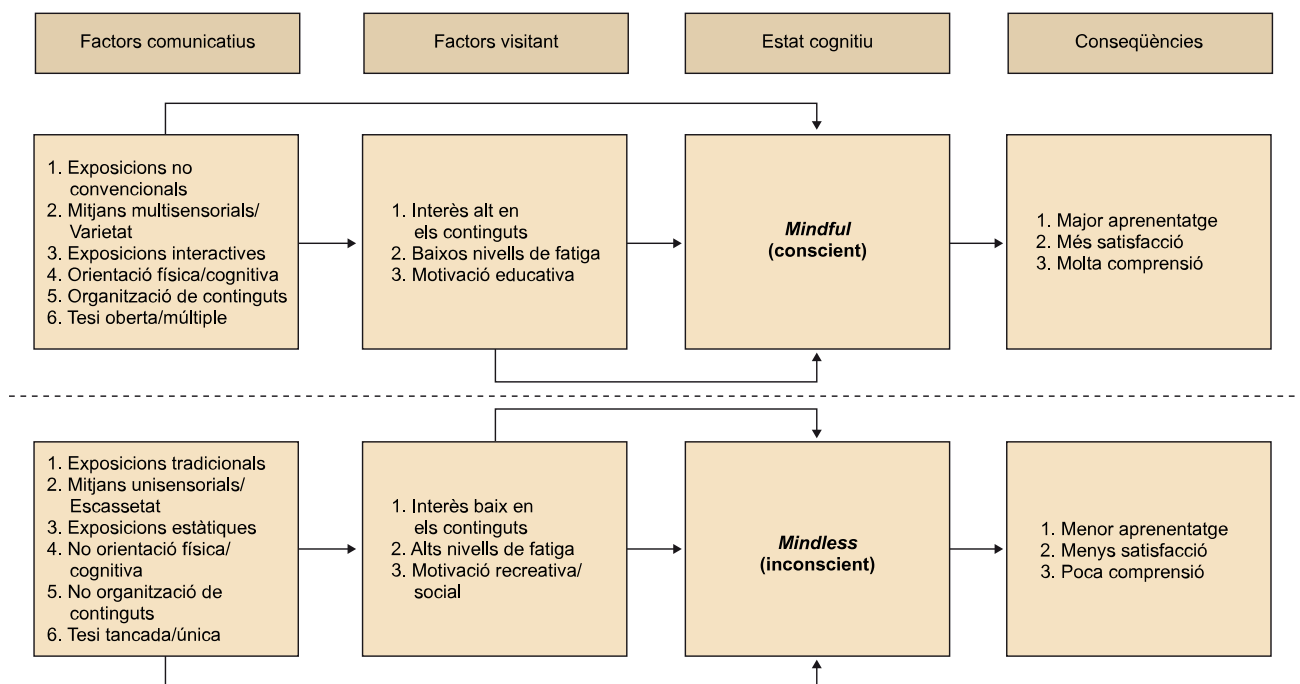 Factors comunicatius
Factors visitant
Estat cognitiu
Conseqüències
1. Exposicions no
convencionals
2. Mitjans multisensorials/
Varietat
3. Exposicions interactives
4. Orientació física/cognitiva
5. Organització de continguts
6. Tesi oberta/múltiple
1. Interès alt en
els continguts
2. Baixos nivells de fatiga
3. Motivació educativa
Mindful
(conscient)
1. Major aprenentatge
2. Més satisfacció
3. Molta comprensió
1. Exposicions tradicionals
2. Mitjans unisensorials/
Escassetat
3. Exposicions estàtiques
4. No orientació física/
cognitiva
5. No organització de
continguts
6. Tesi tancada/única
1. Interès baix en
els continguts
2. Alts nivells de fatiga
3. Motivació recreativa/
social
Mindless
(inconscient)
1. Menor aprenentatge
2. Menys satisfacció
3. Poca comprensió